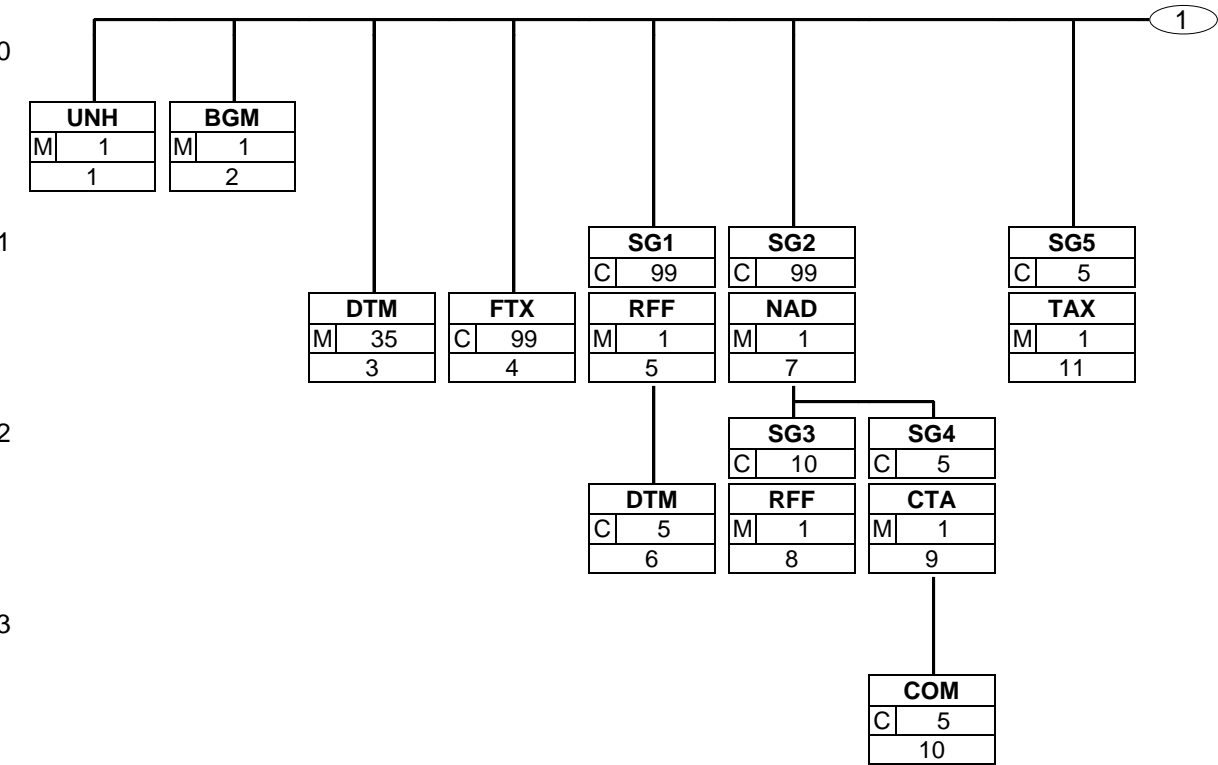 1
0
UNH BGM
M 1 M 1
1 2
1
SG1 SG2 SG5
C 99 C 99 C 5
DTM FTX RFF NAD TAX
M 35 C 99 M 1 M 1 M 1
3 4 5 7 11
2
SG3 SG4
C 10 C 5
DTM RFF CTA
C 5 M 1 M 1
6 8 9
3
COM
C 5
10